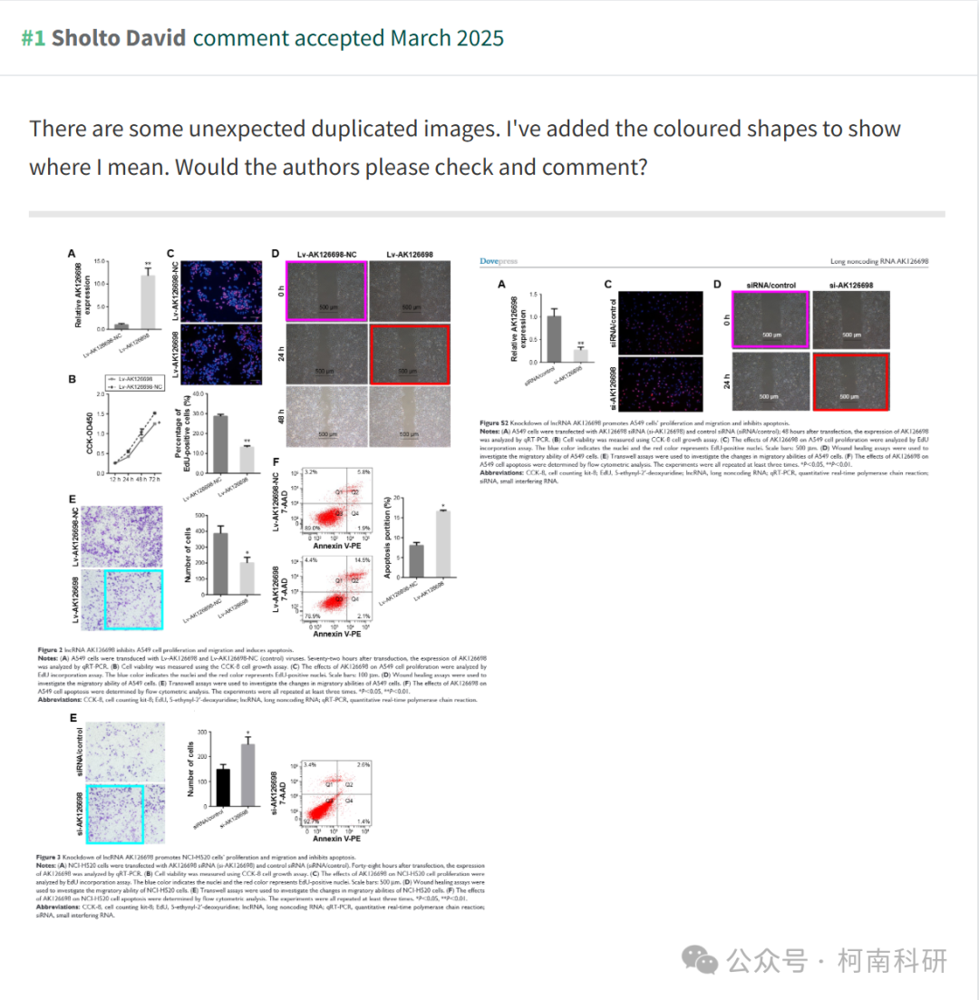 #1 Sholto David comment accepted March 2025
There are some unexpected duplicated images. I've added the coloured shapes to show
where I mean. Would the authors please check and comment?
A
Relative AK126698
expression
15.0
10.0
5.0
0.0
**
Lv-AK126698-NC
Lv-AK126698
C
Lv-AK126698-NC
Lv-AK126698
D
Lv-AK126698-NC
Lv-AK126698
0 h
24 h
48 h
500 µm
500 µm
500 µm
500 µm
500 µm
500 µm
B
Lv-AK126698
Lv-AK126698-NC
CCK-OD450
2.0
1.5
1.0
0.5
0.0
12 h 24 h 48 h 72 h
*
Percentage of
EdU-positive cells (%)
40.0
30.0
20.0
10.0
0.0
**
Lv-AK126698-NC
Lv-AK126698
E
Lv-AK126698-NC
Lv-AK126698
Number of cells
500
400
300
200
100
0
*
Lv-AK126698-NC
Lv-AK126698
F
Lv-AK126698-NC
7-AAD
3.2%
5.8%
Q1
Q2
Q3
Q4
89.0%
1.9%
Annexin V-PE
Lv-AK126698
7-AAD
4.4%
14.5%
Q1
Q2
Q3
Q4
78.9%
2.1%
Annexin V-PE
Apoptosis portition (%)
20
15
10
5
0
*
Lv-AK126698-NC
Lv-AK126698
Figure 2 lncRNA AK126698 inhibits A549 cell proliferation and migration and induces apoptosis.
Notes: (A) A549 cells were transduced with Lv-AK126698 and Lv-AK126698-NC (control) viruses. Seventy-two hours after transduction, the expression of AK126698
was analyzed by qRT-PCR. (B) Cell viability was measured using the CCK-8 cell growth assay. (C) The effects of AK126698 on A549 cell proliferation were analyzed by
EdU incorporation assay. The blue color indicates the nuclei and the red color represents EdU-positive nuclei. Scale bars: 100 µm. (D) Wound healing assays were used to
investigate the migratory ability of A549 cells. (E) Transwell assays were used to investigate the changes in migratory abilities of A549 cells. (F) The effects of AK126698 on
A549 cell apoptosis were determined by flow cytometric analysis. The experiments were all repeated at least three times. *P<0.05, **P<0.01.
Abbreviations: CCK-8, cell counting kit-8; EdU, 5-ethynyl-2′-deoxyuridine; lncRNA, long noncoding RNA; qRT-PCR, quantitative real-time polymerase chain reaction.
E
siRNA/control
si-AK126698
Number of cells
300
200
100
0
*
siRNA/control
si-AK126698
si-AK126698
7-AAD
3.4%
2.6%
Q1
Q2
Q3
Q4
92.7%
1.4%
Annexin V-PE
Figure 3 Knockdown of lncRNA AK126698 promotes NCI-H520 cells' proliferation and migration and inhibits apoptosis.
Notes: (A) NCI-H520 cells were transfected with AK126698 siRNA (si-AK126698) and control siRNA (siRNA/control). Forty-eight hours after transfection, the expression
of AK126698 was analyzed by qRT-PCR. (B) Cell viability was measured using CCK-8 cell growth assay. (C) The effects of AK126698 on NCI-H520 cell proliferation were
analyzed by EdU incorporation assay. The blue color indicates the nuclei and the red color represents EdU-positive nuclei. Scale bars: 500 µm. (D) Wound healing assays were
used to investigate the migratory ability of NCI-H520 cells. (E) Transwell assays were used to investigate the changes in migratory abilities of NCI-H520 cells. (F) The effects
of AK126698 on NCI-H520 cell apoptosis were determined by flow cytometric analysis. The experiments were all repeated at least three times. *P<0.05, **P<0.01.
Abbreviations: CCK-8, cell counting kit-8; EdU, 5-ethynyl-2′-deoxyuridine; lncRNA, long noncoding RNA; qRT-PCR, quantitative real-time polymerase chain reaction;
siRNA, small interfering RNA.
Dovepress
Long noncoding RNA AK126698
A
Relative AK126698
expression
1.5
1.0
0.5
0.0
**
siRNA/control
si-AK126698
C
siRNA/control
si-AK126698
D
siRNA/control
si-AK126698
0 h
24 h
500 µm
500 µm
500 µm
500 µm
Figure S2 Knockdown of lncRNA AK126698 promotes A549 cells' proliferation and migration and inhibits apoptosis.
Notes: (A) A549 cells were transfected with AK126698 siRNA (si-AK126698) and control siRNA (siRNA/control); 48 hours after transfection, the expression of AK126698
was analyzed by qRT-PCR. (B) Cell viability was measured using CCK-8 cell growth assay. (C) The effects of AK126698 on A549 cell proliferation were analyzed by EdU
incorporation assay. The blue color indicates the nuclei and the red color represents EdU-positive nuclei. Scale bars: 500 µm. (D) Wound healing assays were used to
investigate the migratory ability of A549 cells. (E) Transwell assays were used to investigate the changes in migratory abilities of A549 cells. (F) The effects of AK126698 on
A549 cell apoptosis were determined by flow cytometric analysis. The experiments were all repeated at least three times. *P<0.05, **P<0.01.
Abbreviations: CCK-8, cell counting kit-8; EdU, 5-ethynyl-2′-deoxyuridine; lncRNA, long noncoding RNA; qRT-PCR, quantitative real-time polymerase chain reaction;
siRNA, small interfering RNA.
公众号 · 柯南科研